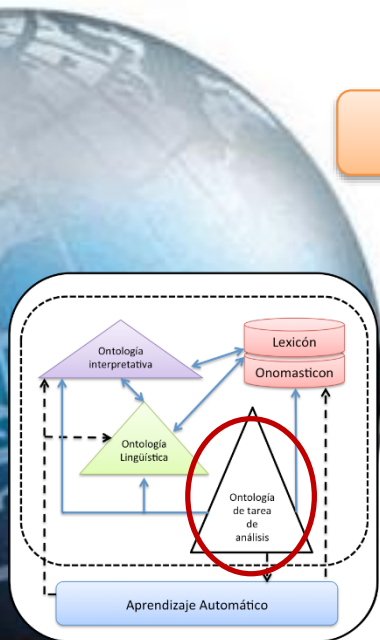 Ontología
interpretativa
Lexicón
Onomasticon
Ontología
Lingüística
Ontología
de tarea
de
análisis
Aprendizaje Automático